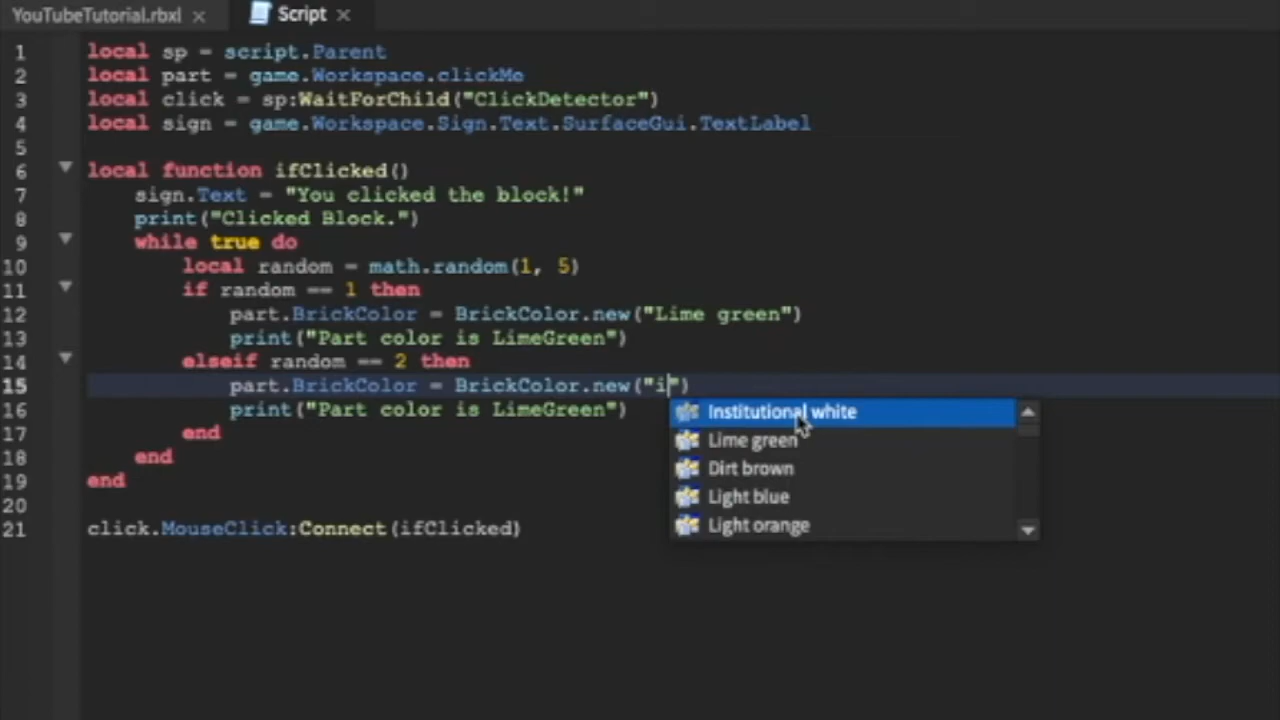 YouTubeTutorial.rbxl × Script ×
1 local sp = script.Parent
2 local part = game.Workspace.clickMe
3 local click = sp:WaitForChild("ClickDetector")
4 local sign = game.Workspace.Sign.Text.SurfaceGui.TextLabel
5
6 local function ifClicked()
7 sign.Text = "You clicked the block!"
8 print("Clicked Block.")
9 while true do
10 local random = math.random(1, 5)
11 if random == 1 then
12 part.BrickColor = BrickColor.new("Lime green")
13 print("Part color is LimeGreen")
14 elseif random == 2 then
15 part.BrickColor = BrickColor.new("i")
16 print("Part color is LimeGreen")
Institutional white
Lime green
Dirt brown
Light blue
Light orange
17 end
18 end
19 end
20
21 click.MouseClick:Connect(ifClicked)